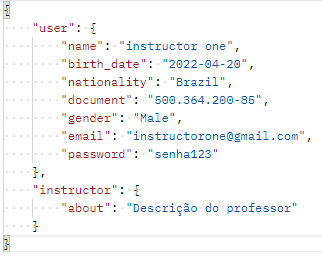 {
"user": {
"name": "instructor one",
"birth_date": "2022-04-20",
"nationality": "Brazil",
"document": "500.364.200-85",
"gender": "Male",
"email": "instructorone@gmail.com",
"password": "senha123"
},
"instructor": {
"about": "Descrição do professor"
}
}